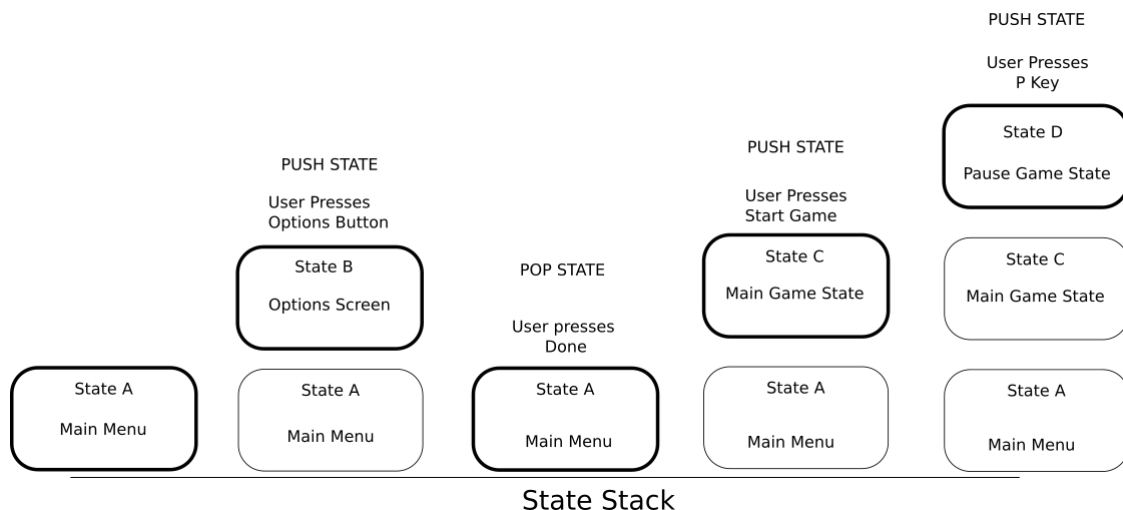 State A
Main Menu
PUSH STATE
User Presses
Options Button
State B
Options Screen
State A
Main Menu
POP STATE
User presses
Done
State A
Main Menu
PUSH STATE
User Presses
Start Game
State C
Main Game State
State A
Main Menu
PUSH STATE
User Presses
P Key
State D
Pause Game State
State C
Main Game State
State A
Main Menu
State Stack